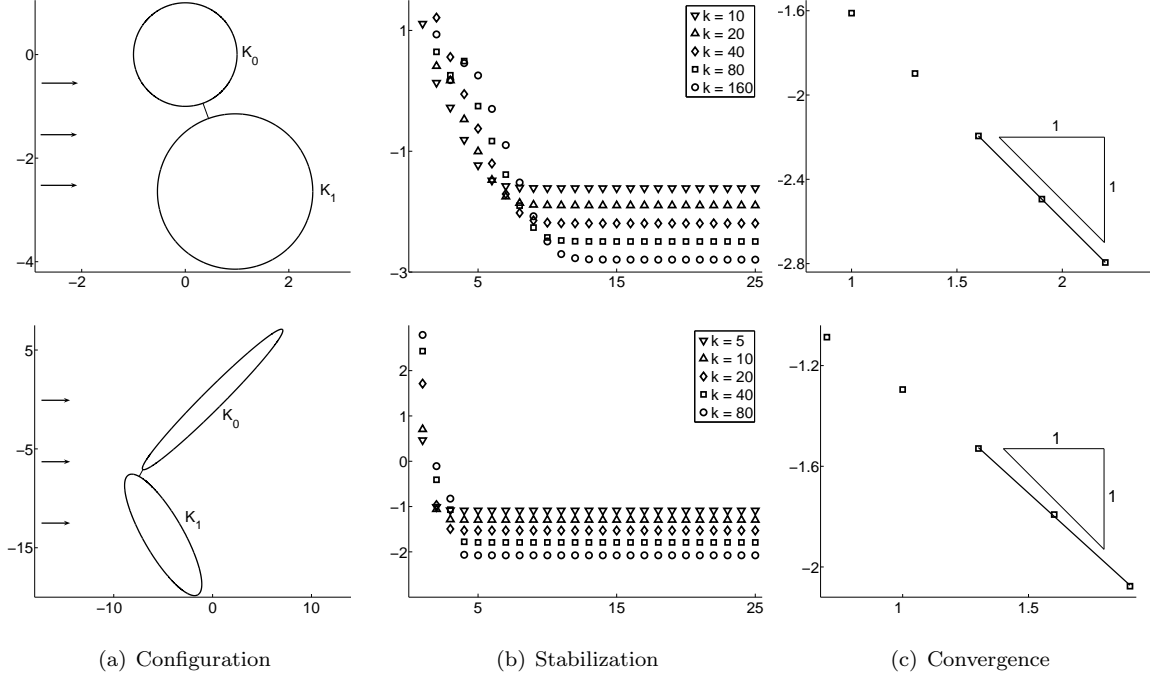 0
−2
−4
−2
0
2
K0
K1
1
−1
−3
5
15
25
k = 10
k = 20
k = 40
k = 80
k = 160
−1.6
−2
−2.4
−2.8
1
1.5
2
1
1
5
−5
−15
−10
0
10
K0
K1
2
1
0
−1
−2
5
15
25
k = 5
k = 10
k = 20
k = 40
k = 80
−1.2
−1.6
−2
1
1.5
1
1
(a) Configuration
(b) Stabilization
(c) Convergence